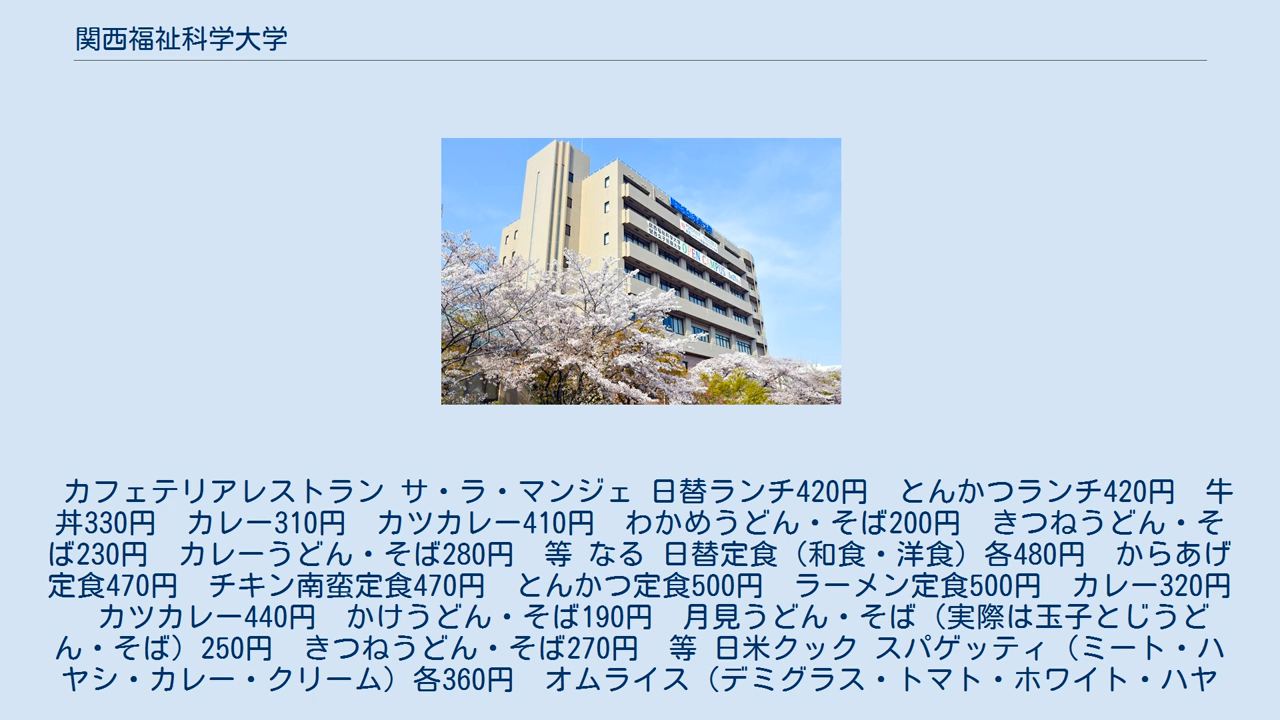 関西福祉科学大学
OPEN CAMPUS
カフェテリアレストラン サ・ラ・マンジェ 日替ランチ420円　とんかつランチ420円　牛
丼330円　カレー310円　カツカレー410円　わかめうどん・そば200円　きつねうどん・そ
ば230円　カレーうどん・そば280円　等 なる 日替定食（和食・洋食）各480円　からあげ
定食470円　チキン南蛮定食470円　とんかつ定食500円　ラーメン定食500円　カレー320円
カツカレー440円　かけうどん・そば190円　月見うどん・そば（実際は玉子とじうど
ん・そば）250円　きつねうどん・そば270円　等 日米クック スパゲッティ（ミート・ハ
ヤシ・カレー・クリーム）各360円　オムライス（デミグラス・トマト・ホワイト・ハヤ